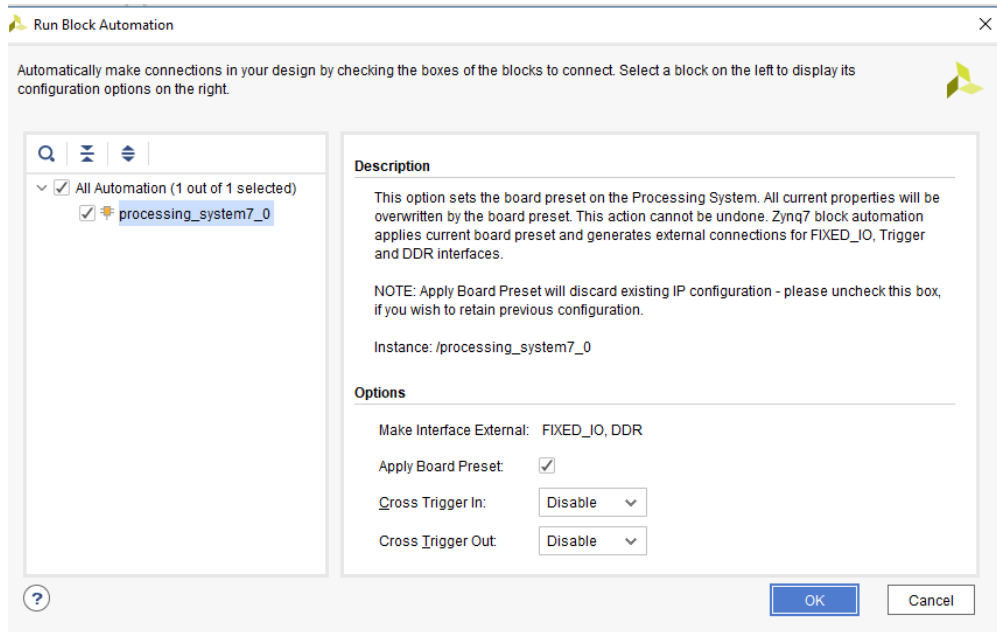 Run Block Automation
Automatically make connections in your design by checking the boxes of the blocks to connect. Select a block on the left to display its
configuration options on the right.
All Automation (1 out of 1 selected)
processing_system7_0
Description
This option sets the board preset on the Processing System. All current properties will be
overwritten by the board preset. This action cannot be undone. Zynq7 block automation
applies current board preset and generates external connections for FIXED_IO, Trigger
and DDR interfaces.
NOTE: Apply Board Preset will discard existing IP configuration - please uncheck this box,
if you wish to retain previous configuration.
Instance: /processing_system7_0
Options
Make Interface External: FIXED_IO, DDR
Apply Board Preset:
Cross Trigger In: Disable
Cross Trigger Out: Disable
? OK Cancel